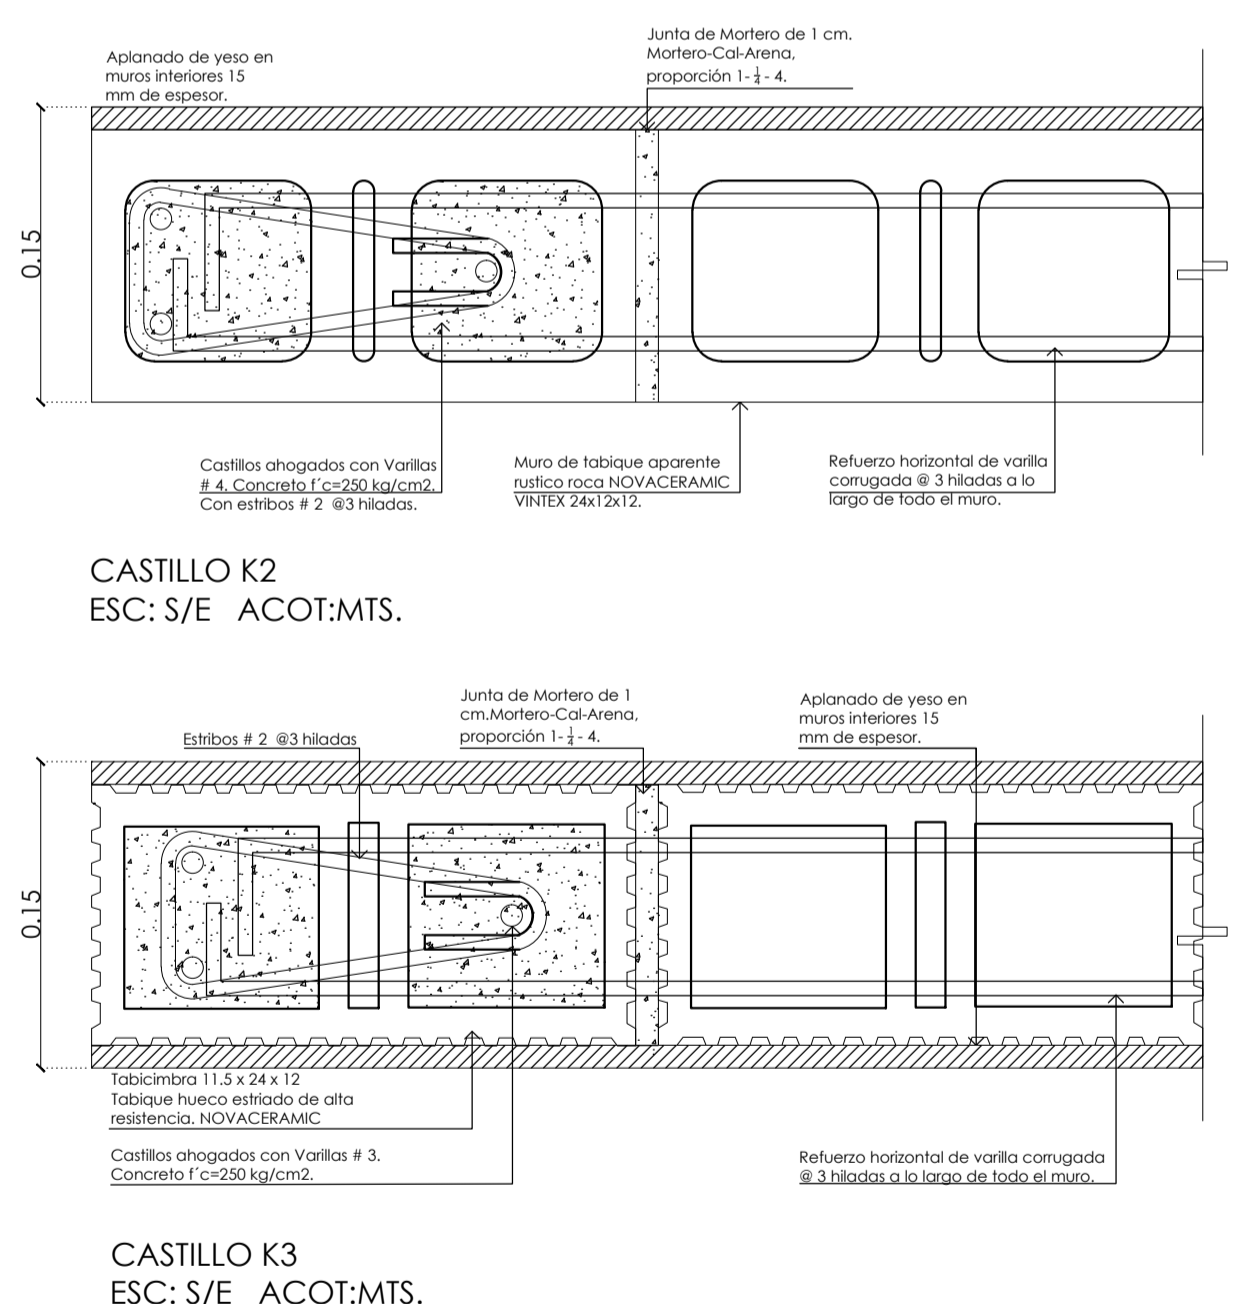 Junta de Mortero de 1 cm.
Mortero-Cal-Arena,
proporción 1- 1/4 - 4.
Aplanado de yeso en
muros interiores 15
mm de espesor.
0.15
Castillos ahogados con Varillas
# 4. Concreto f´c=250 kg/cm2.
Con estribos # 2 @3 hiladas.
Muro de tabique aparente
rustico roca NOVACERAMIC
VINTEX 24x12x12.
Refuerzo horizontal de varilla
corrugada @ 3 hiladas a lo
largo de todo el muro.
CASTILLO K2
ESC: S/E ACOT:MTS.
Estribos # 2 @3 hiladas
Junta de Mortero de 1
cm.Mortero-Cal-Arena,
proporción 1- 1/4 - 4.
Aplanado de yeso en
muros interiores 15
mm de espesor.
0.15
Tabicimbra 11.5 x 24 x 12
Tabique hueco estriado de alta
resistencia. NOVACERAMIC
Castillos ahogados con Varillas # 3.
Concreto f´c=250 kg/cm2.
Refuerzo horizontal de varilla corrugada
@ 3 hiladas a lo largo de todo el muro.
CASTILLO K3
ESC: S/E ACOT:MTS.